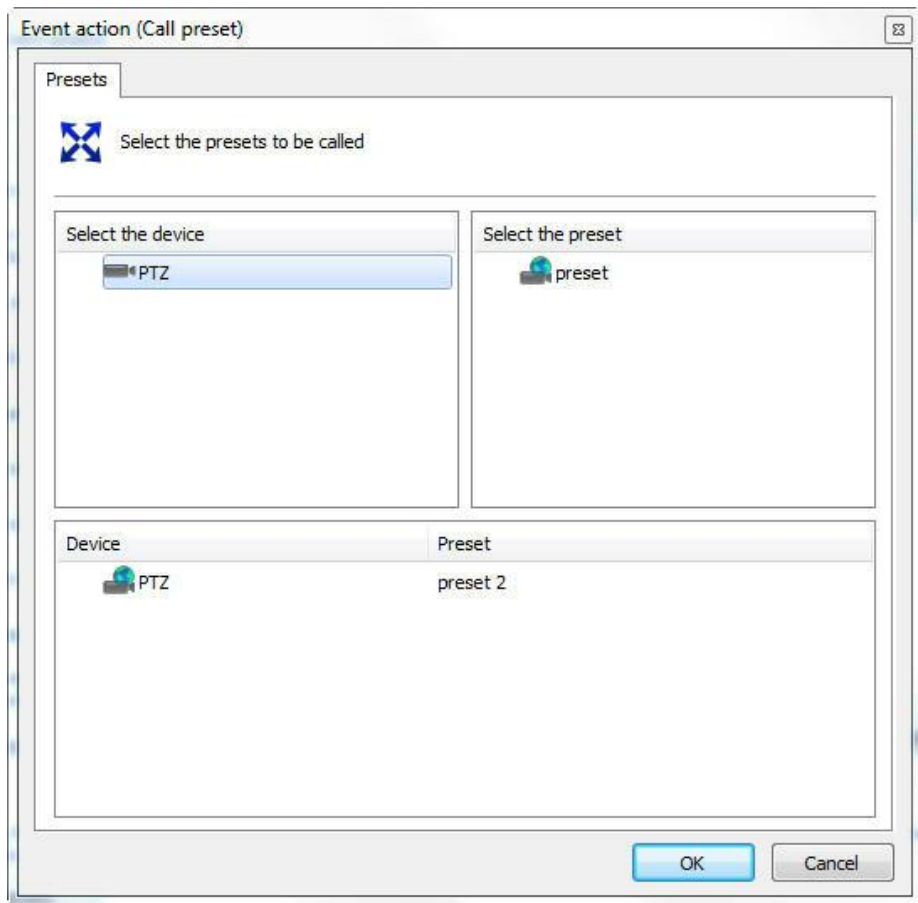 Event action (Call preset)
Presets
Select the presets to be called
Select the device
PTZ
Select the preset
preset
Device Preset
PTZ preset 2
OK Cancel